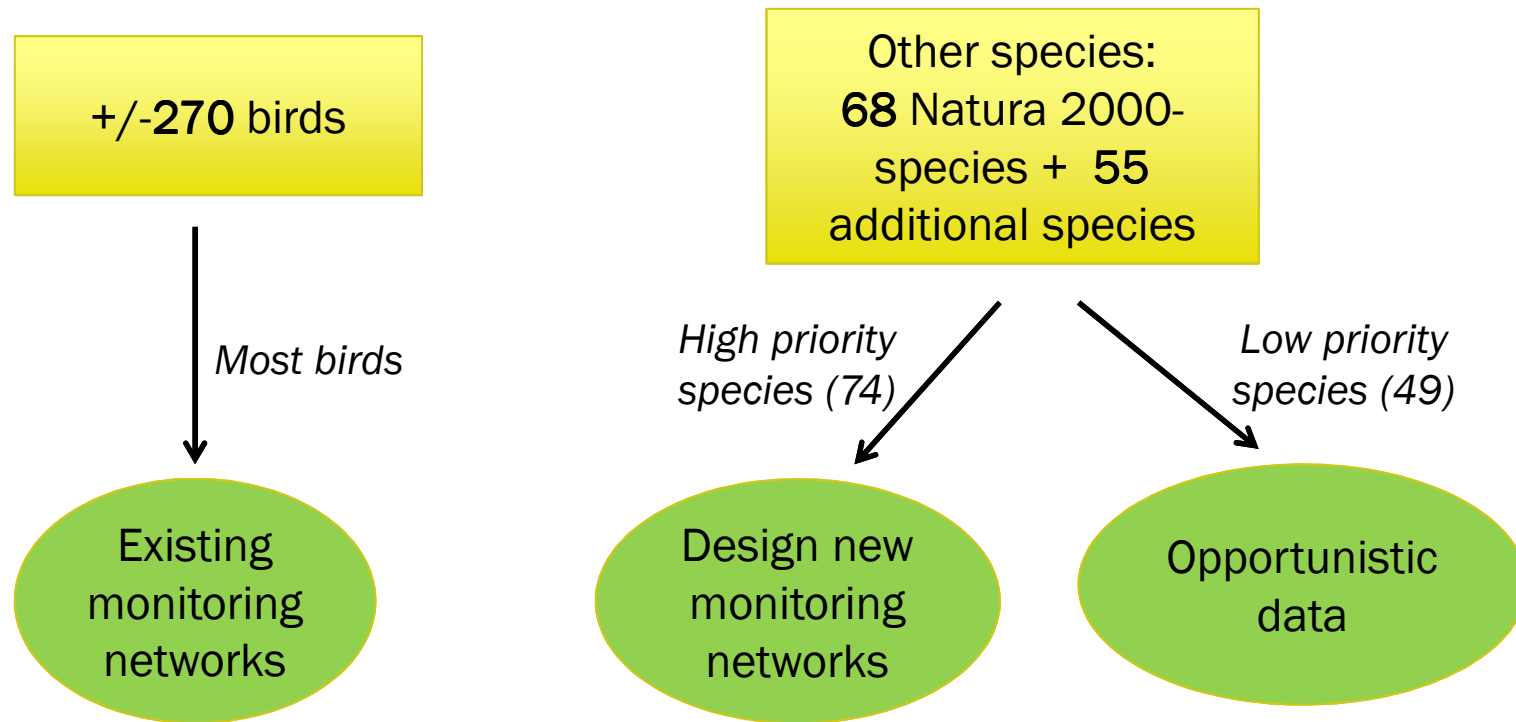 +/-270 birds
Other species:
68 Natura 2000-
species + 55
additional species
Most birds
High priority
species (74)
Low priority
species (49)
Existing
monitoring
networks
Design new
monitoring
networks
Opportunistic
data